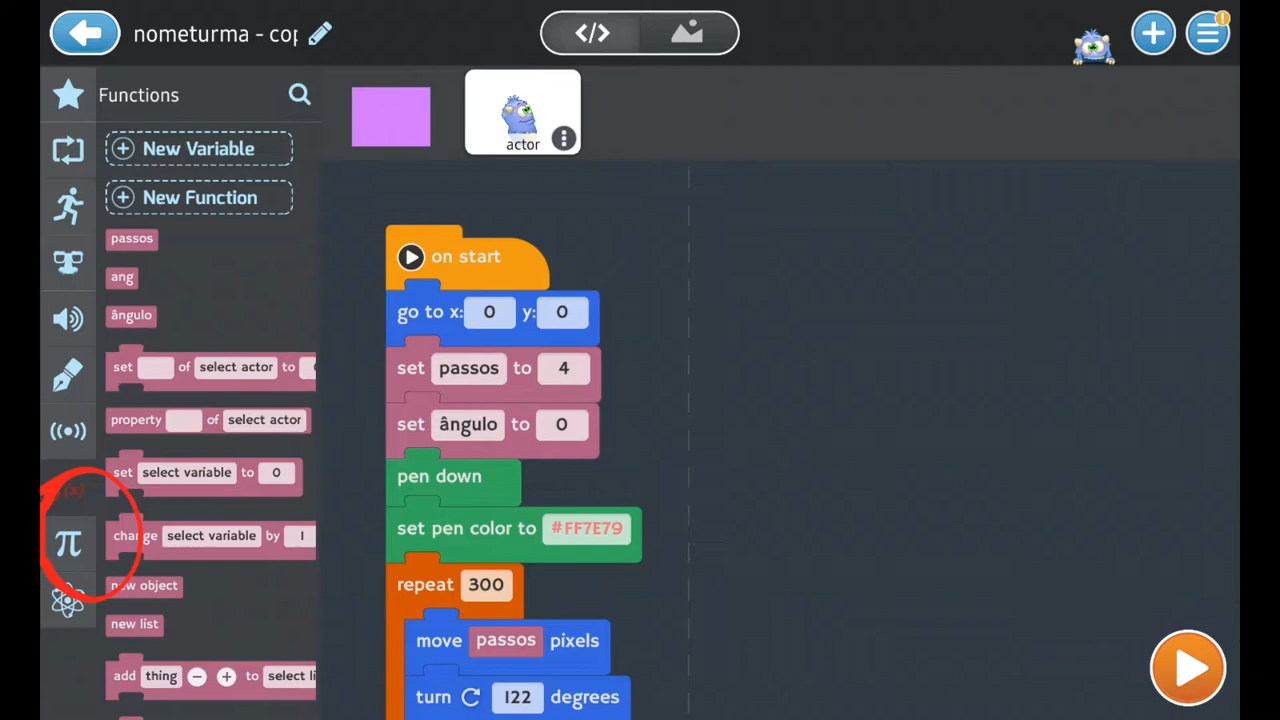 nometurma - cop
</>
Functions
New Variable
New Function
passos
ang
ângulo
set of select actor to
property of select actor
set select variable to 0
change select variable by 1
new object
new list
add thing to select li
actor
on start
go to x: 0 y: 0
set passos to 4
set ângulo to 0
pen down
set pen color to #FF7E79
repeat 300
move passos pixels
turn 122 degrees
π